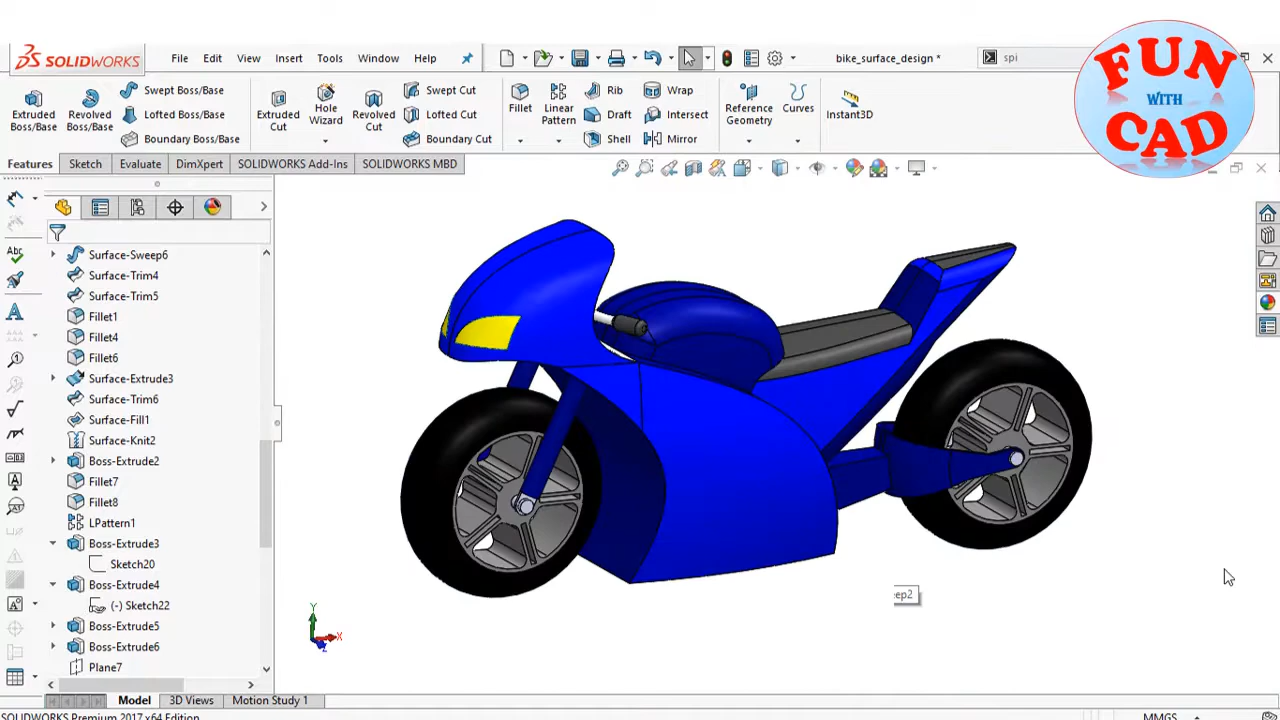 SOLIDWORKS
File Edit View Insert Tools Window Help
bike_surface_design *
spi
FUN
WITH
CAD
Extruded Boss/Base
Revolved Boss/Base
Swept Boss/Base
Lofted Boss/Base
Boundary Boss/Base
Extruded Cut
Hole Wizard
Revolved Cut
Swept Cut
Lofted Cut
Boundary Cut
Fillet
Linear Pattern
Rib
Draft
Shell
Wrap
Intersect
Mirror
Reference Geometry
Curves
Instant3D
Features Sketch Evaluate DimXpert SOLIDWORKS Add-Ins SOLIDWORKS MBD
Abc
Surface-Sweep6
Surface-Trim4
Surface-Trim5
Fillet1
Fillet4
Fillet6
Surface-Extrude3
Surface-Trim6
Surface-Fill1
Surface-Knit2
Boss-Extrude2
Fillet7
Fillet8
LPattern1
Boss-Extrude3
Sketch20
Boss-Extrude4
(-) Sketch22
Boss-Extrude5
Boss-Extrude6
Plane7
ep2
Y
X
Model 3D Views Motion Study 1
SOLIDWORKS Premium 2017 x64 Edition
MMGS